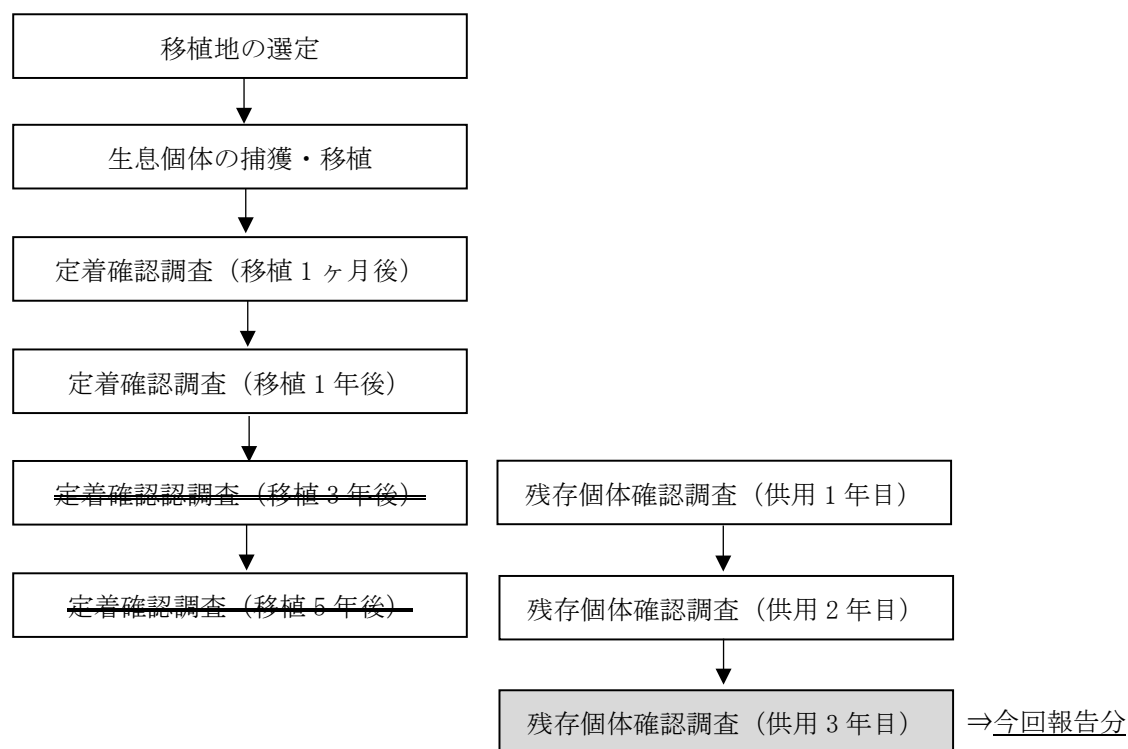 移植地の選定
生息個体の捕獲・移植
定着確認調査（移植1ヶ月後）
定着確認調査（移植1年後）
定着確認認調査（移植3年後）
定着確認調査（移植5年後）
残存個体確認調査（供用1年目）
残存個体確認調査（供用2年目）
残存個体確認調査（供用3年目）
⇒今回報告分